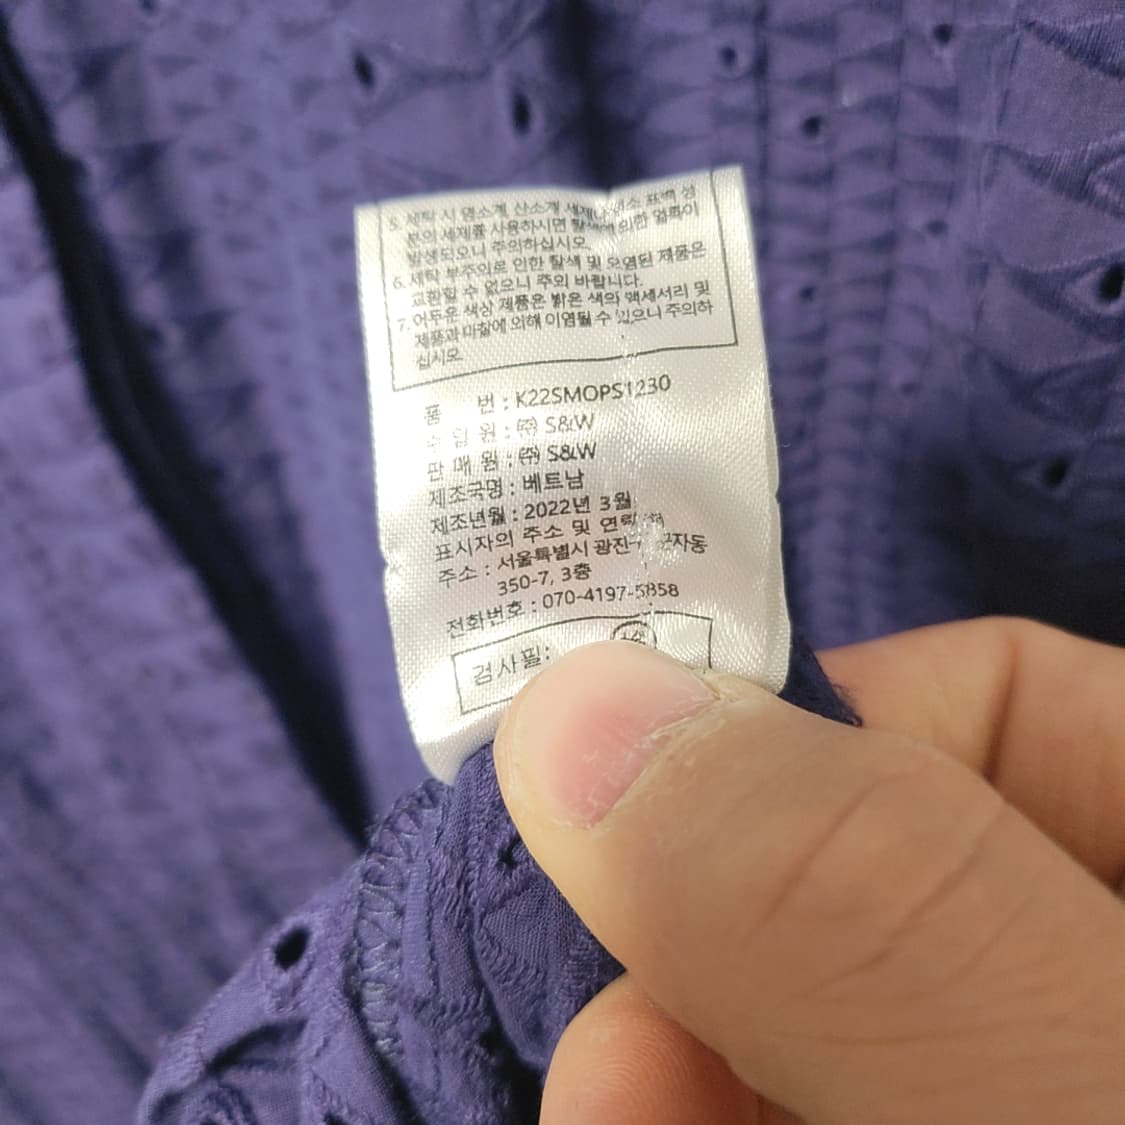 5. 세탁 시 염소계 산소계 세제나 염소 표백 성
분의 세제를 사용하시면 탈색에 의한 얼룩이
발생되오니 주의하십시오.
6. 세탁 부주의로 인한 탈색 및 오염된 제품은
교환할 수 없으니 주의 바랍니다.
7. 어두운 색상 제품은 밝은 색의 액세서리 및
제품과 마찰에 의해 이염될 수 있으니 주의하
십시오.
품 번 : K22SMOPS1230
수 입 원 : ㈜ S&W
판 매 원 : ㈜ S&W
제조국명 : 베트남
제조년월 : 2022년 3월
표시자의 주소 및 연락처
주소 : 서울특별시 광진구 구자동
350-7, 3층
전화번호 : 070-4197-5858
검사필: